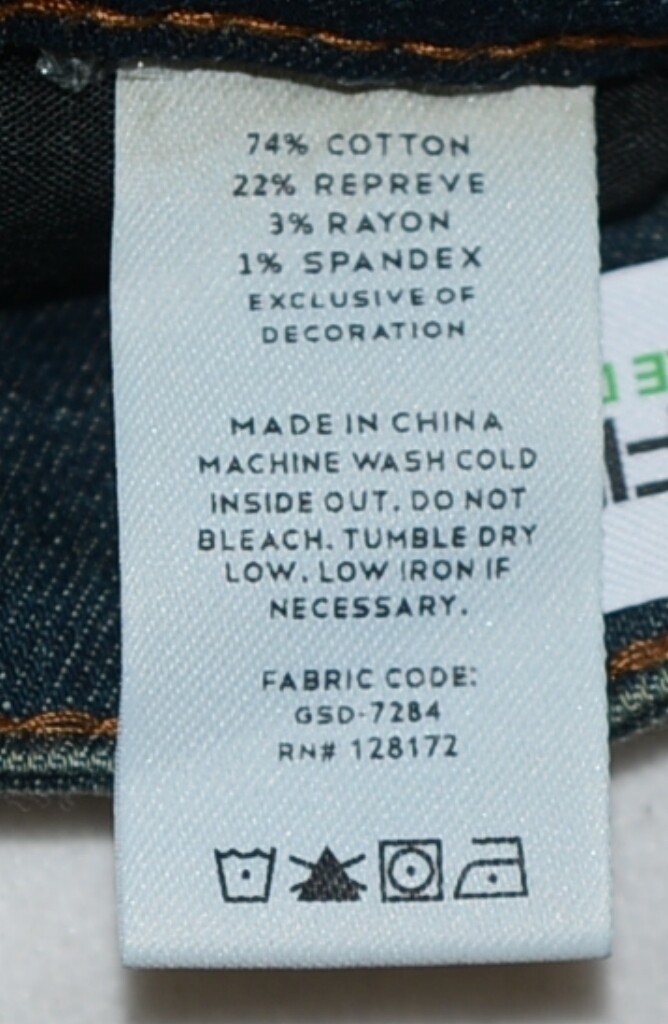 74% COTTON
22% REPREVE
3% RAYON
1% SPANDEX
EXCLUSIVE OF
DECORATION
MADE IN CHINA
MACHINE WASH COLD
INSIDE OUT. DO NOT
BLEACH. TUMBLE DRY
LOW. LOW IRON IF
NECESSARY.
FABRIC CODE:
GSD-7284
RN# 128172